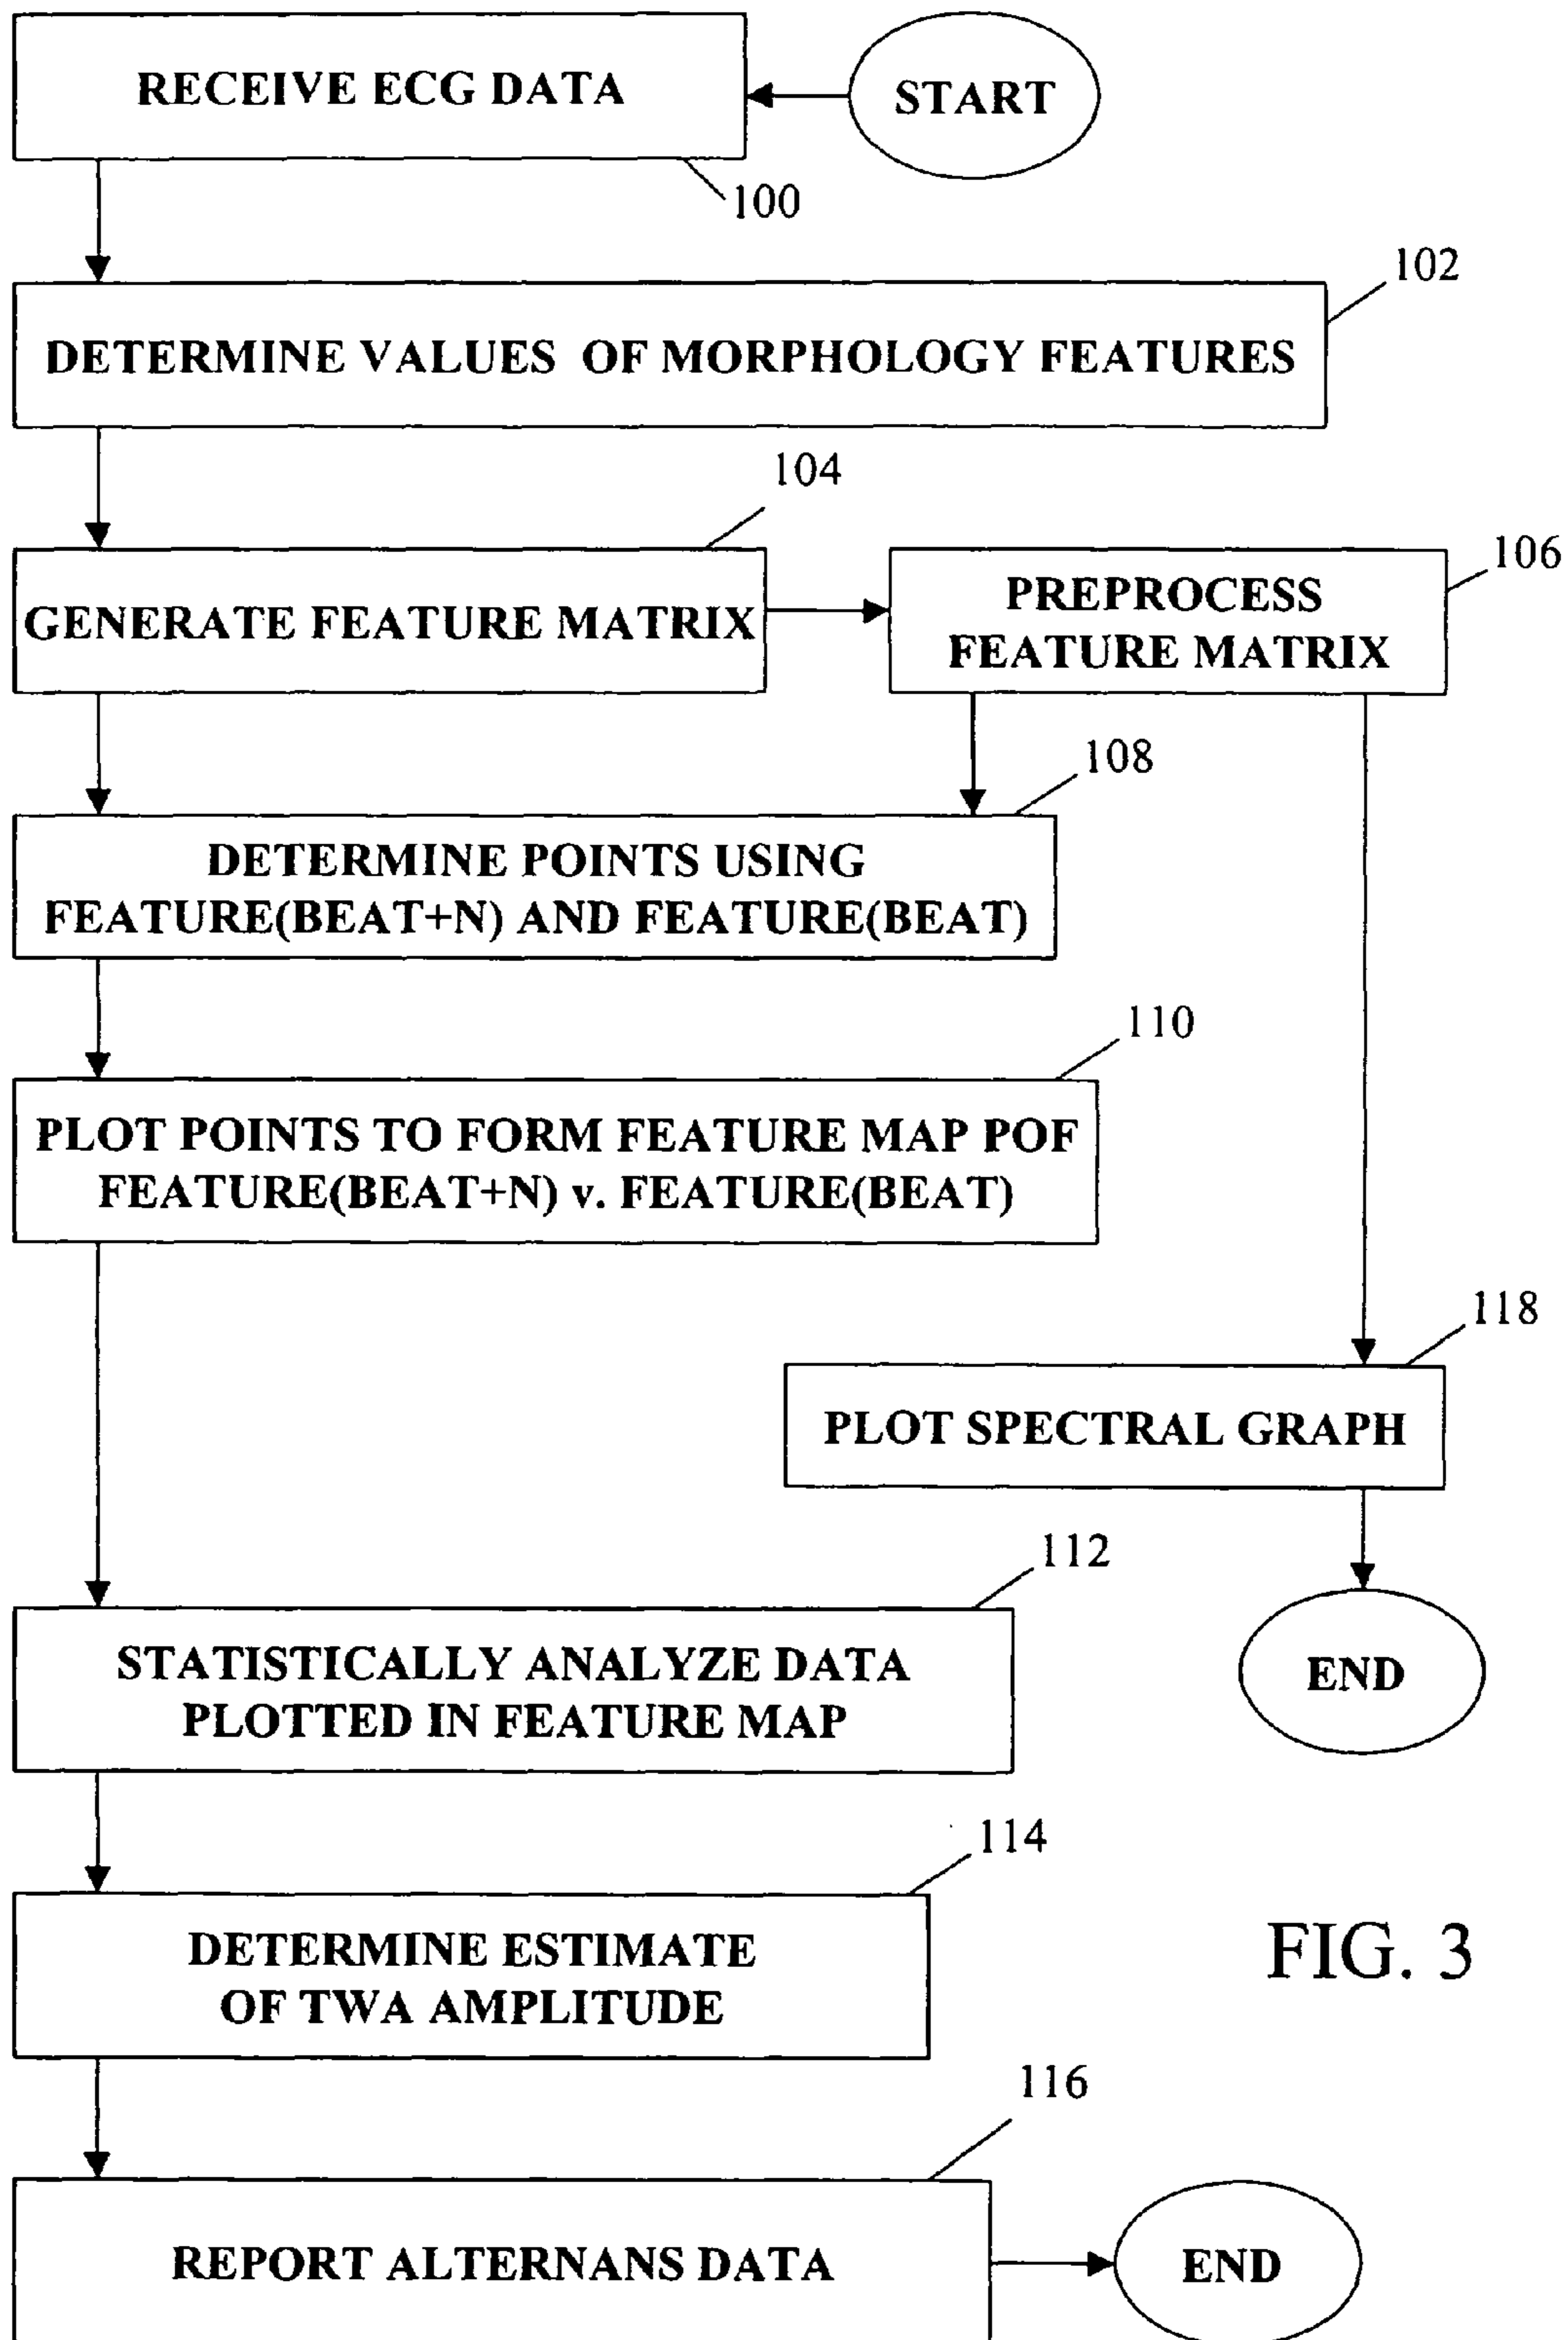 RECEIVE ECG DATA
START
100
102
DETERMINE VALUES OF MORPHOLOGY FEATURES
104
GENERATE FEATURE MATRIX
106
PREPROCESS
FEATURE MATRIX
108
DETERMINE POINTS USING
FEATURE(BEAT+N) AND FEATURE(BEAT)
110
PLOT POINTS TO FORM FEATURE MAP POF
FEATURE(BEAT+N) v. FEATURE(BEAT)
118
PLOT SPECTRAL GRAPH
112
STATISTICALLY ANALYZE DATA
PLOTTED IN FEATURE MAP
END
114
DETERMINE ESTIMATE
OF TWA AMPLITUDE
FIG. 3
116
REPORT ALTERNANS DATA
END